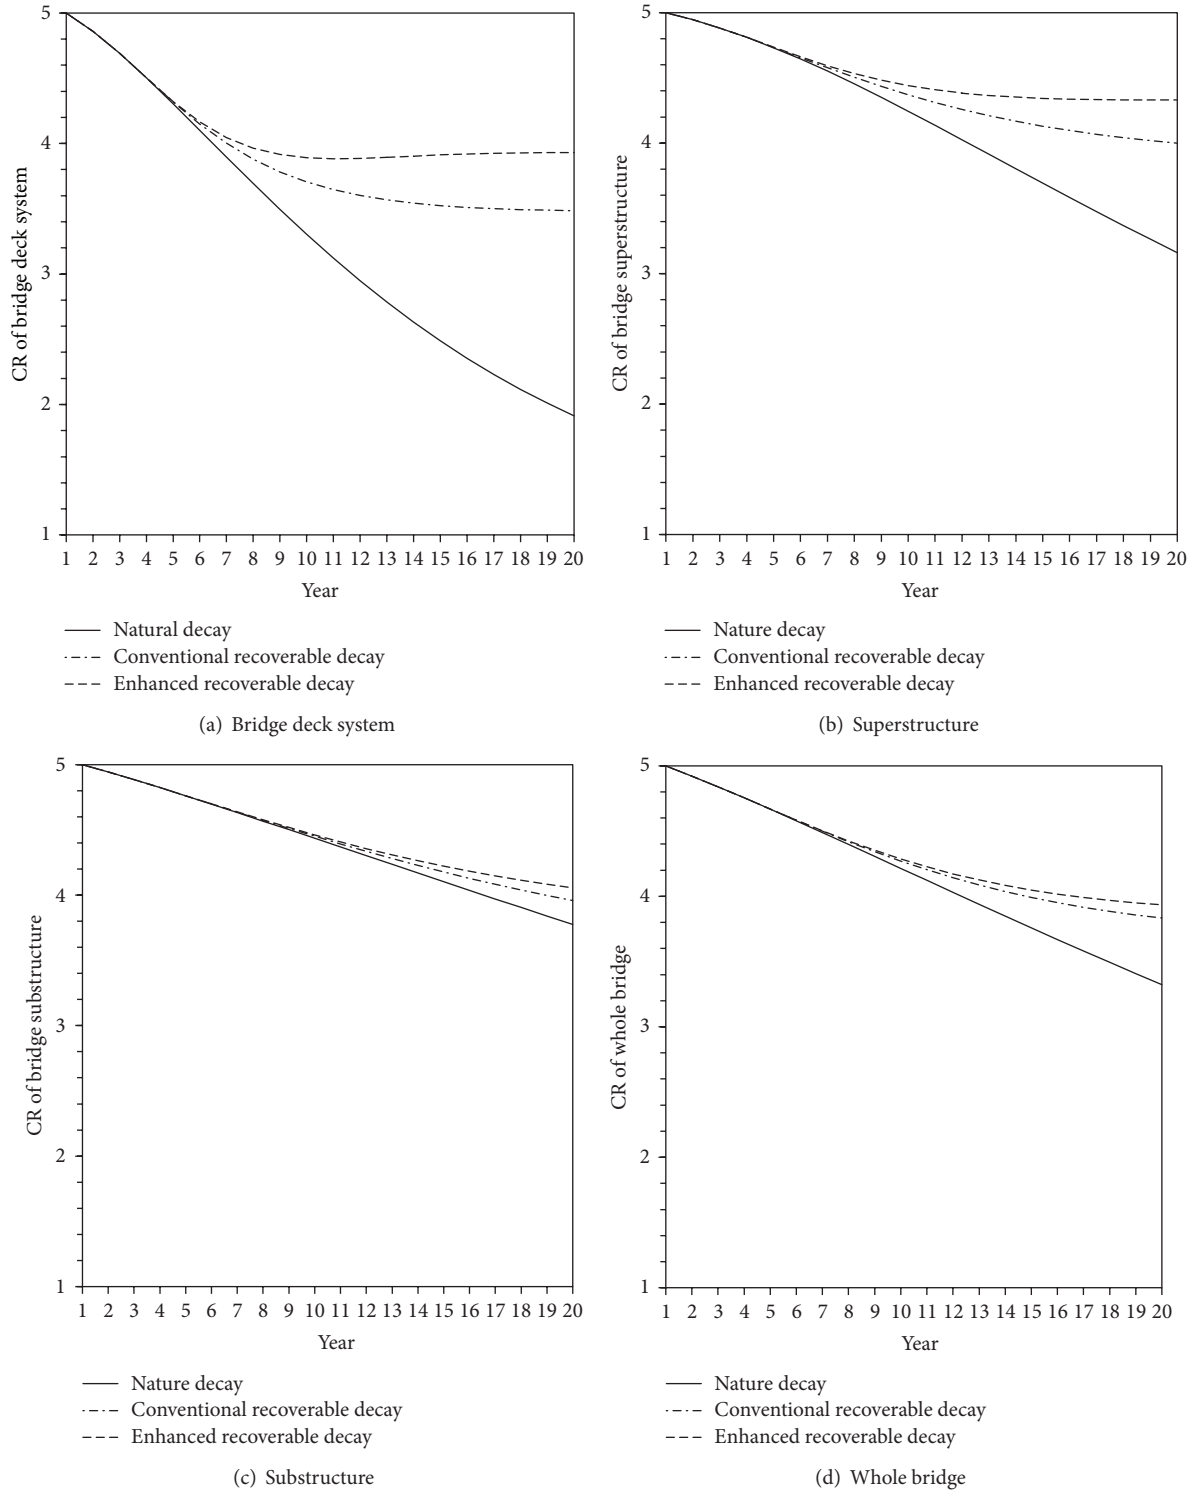 5
4
3
2
1
CR of bridge deck system
1 2 3 4 5 6 7 8 9 10 11 12 13 14 15 16 17 18 19 20
Year
Natural decay
Conventional recoverable decay
Enhanced recoverable decay
(a) Bridge deck system
5
4
3
2
1
CR of bridge superstructure
1 2 3 4 5 6 7 8 9 10 11 12 13 14 15 16 17 18 19 20
Year
Nature decay
Conventional recoverable decay
Enhanced recoverable decay
(b) Superstructure
5
4
3
2
1
CR of bridge substructure
1 2 3 4 5 6 7 8 9 10 11 12 13 14 15 16 17 18 19 20
Year
Nature decay
Conventional recoverable decay
Enhanced recoverable decay
(c) Substructure
5
4
3
2
1
CR of whole bridge
1 2 3 4 5 6 7 8 9 10 11 12 13 14 15 16 17 18 19 20
Year
Nature decay
Conventional recoverable decay
Enhanced recoverable decay
(d) Whole bridge